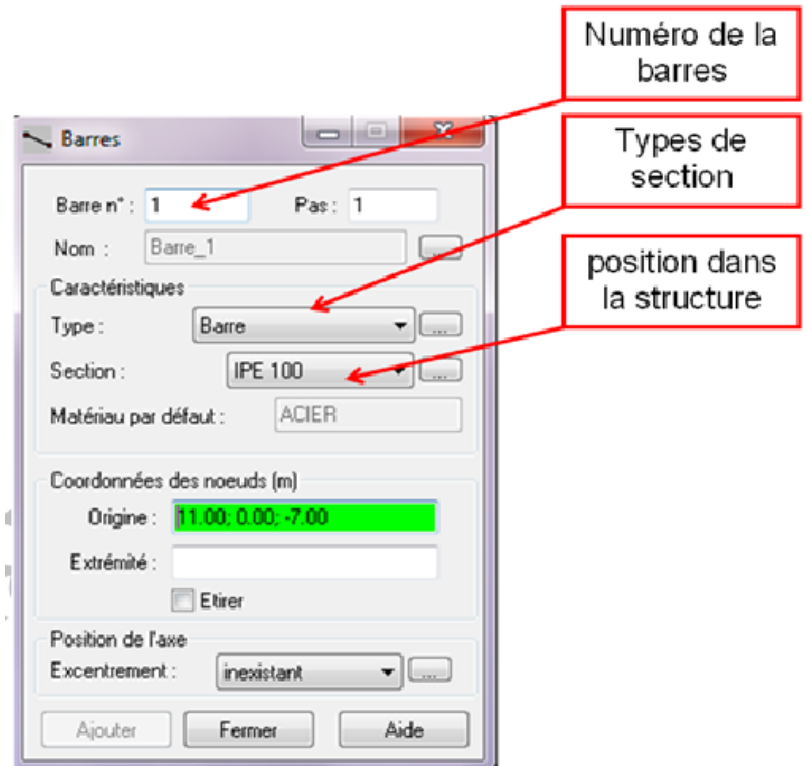 Numéro de la
barres
Barres
Types de
section
Barre n° : 1 Pas : 1
Nom : Barre_1 ...
position dans
la structure
Caractéristiques
Type : Barre ...
Section : IPE 100 ...
Matériau par défaut : ACIER
Coordonnées des noeuds (m)
Origine : 11.00; 0.00; -7.00
Extrémité :
Etirer
Position de l'axe
Excentrement : inexistant ...
Ajouter Fermer Aide